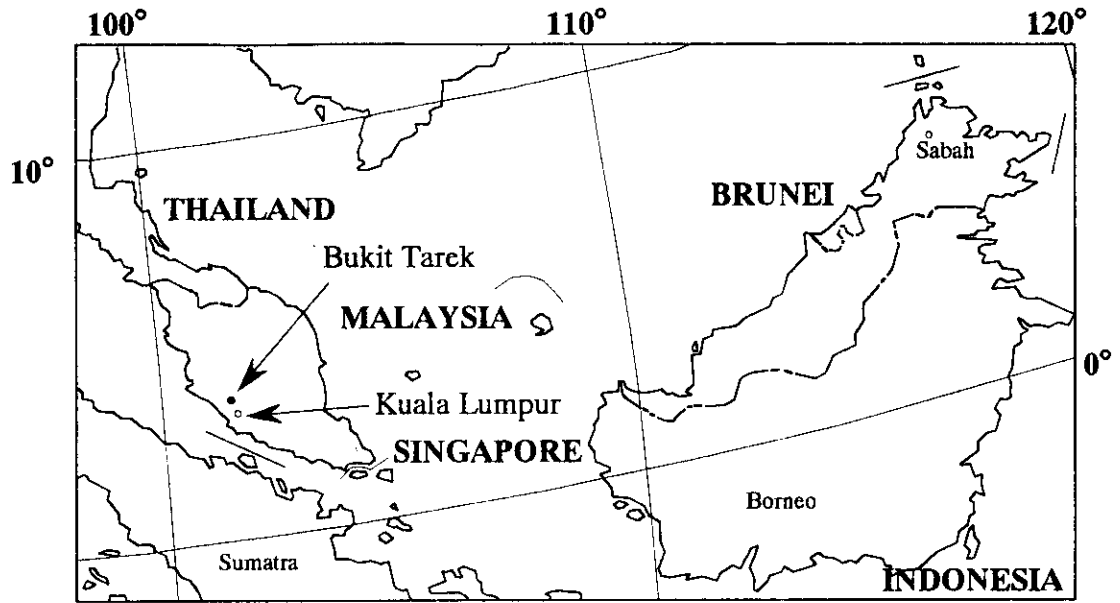 100° 110° 120°
Sabah
10°
BRUNEI
THAILAND
Bukit Tarek
MALAYSIA
0°
Kuala Lumpur
SINGAPORE
Borneo
Sumatra
INDONESIA